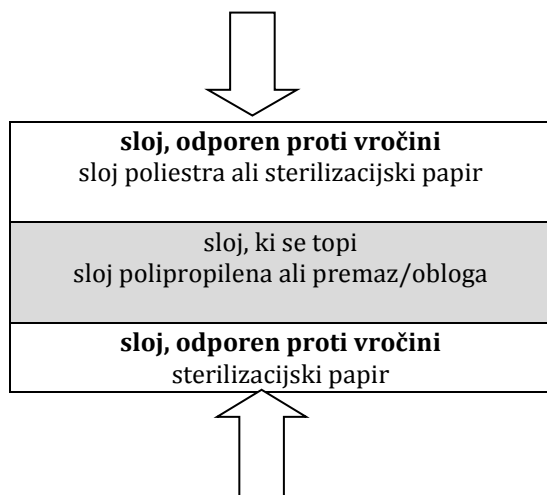 sloj, odporen proti vročini
sloj poliestra ali sterilizacijski papir
sloj, ki se topi
sloj polipropilena ali premaz/obloga
sloj, odporen proti vročini
sterilizacijski papir